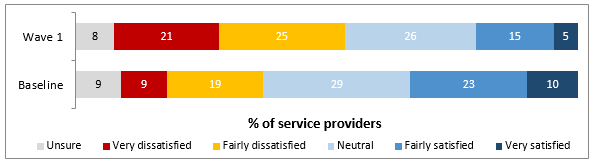 Wave 1 8 21 25 26 15 5
Baseline 9 9 19 29 23 10
% of service providers
Unsure Very dissatisfied Fairly dissatisfied Neutral Fairly satisfied Very satisfied